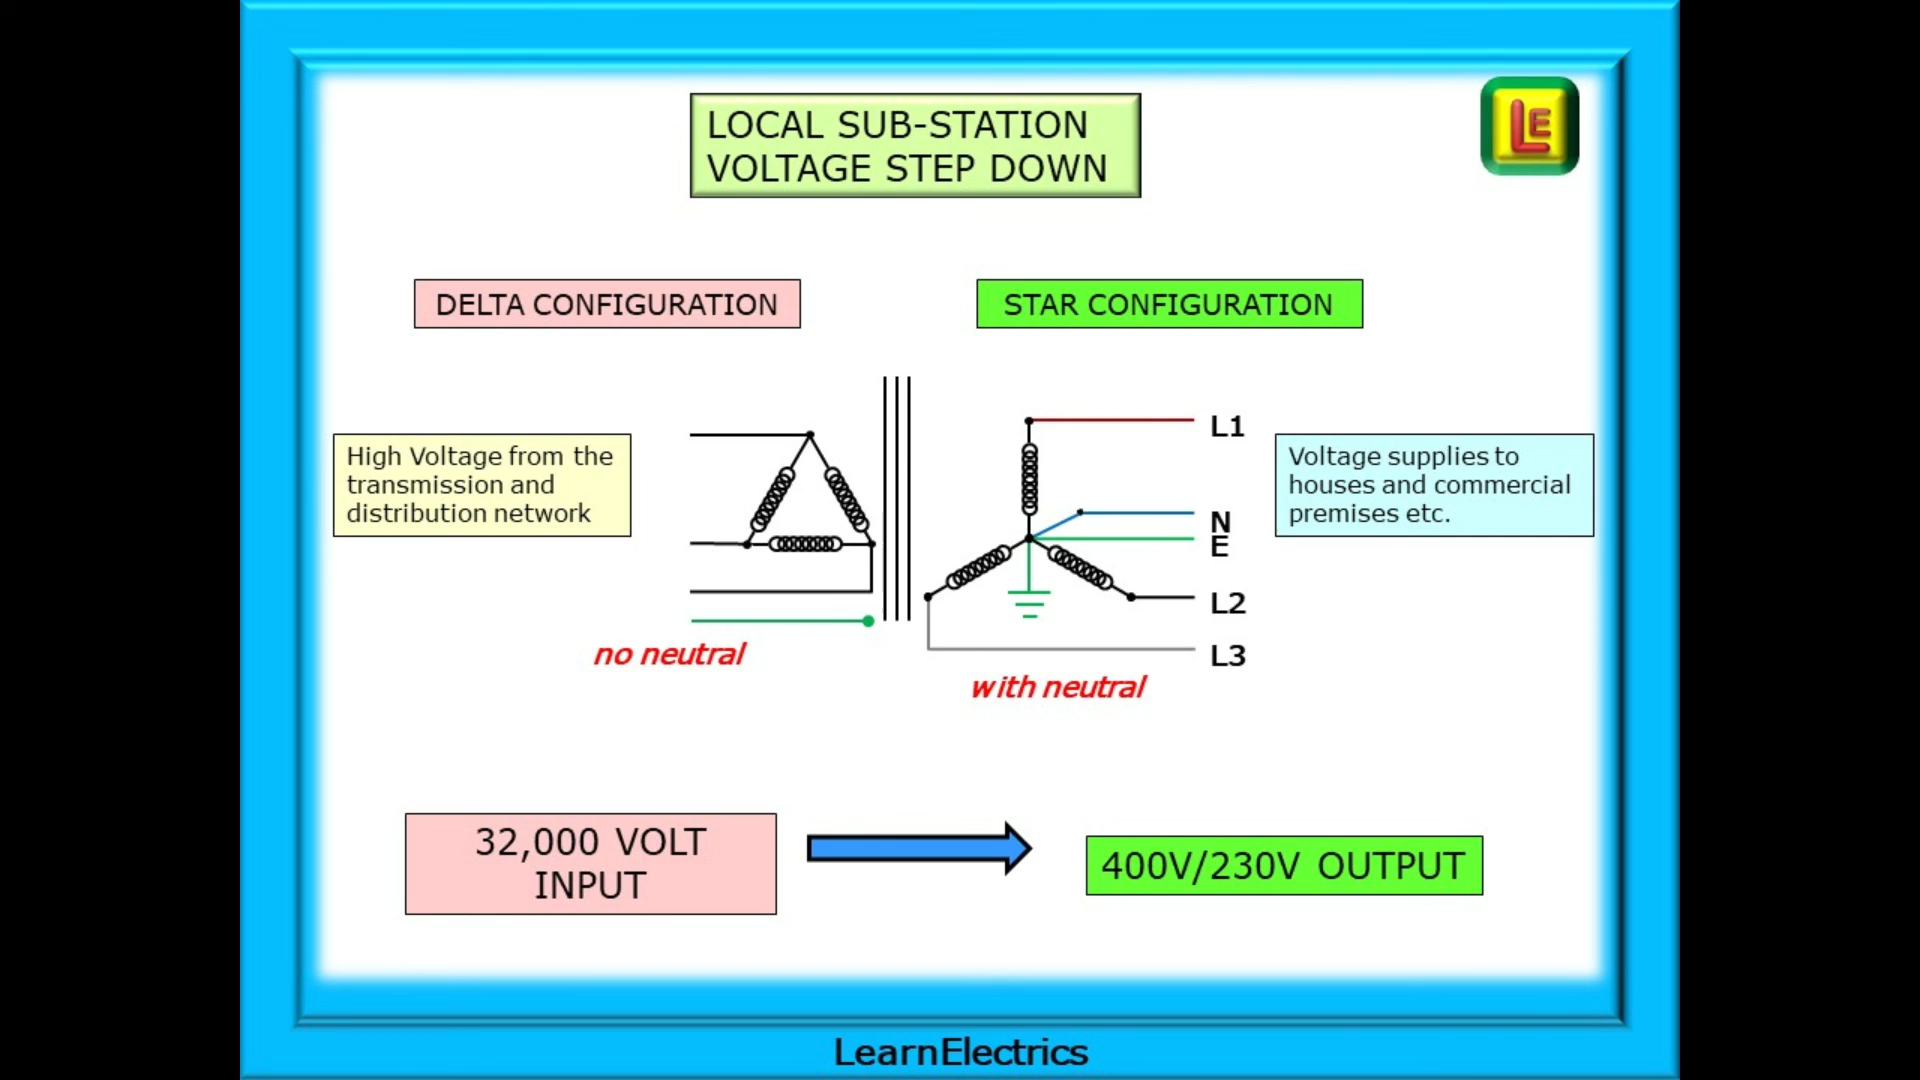 LOCAL SUB-STATION
VOLTAGE STEP DOWN
LE
DELTA CONFIGURATION
STAR CONFIGURATION
High Voltage from the
transmission and
distribution network
L1
N
E
L2
L3
Voltage supplies to
houses and commercial
premises etc.
no neutral
with neutral
32,000 VOLT
INPUT
400V/230V OUTPUT
LearnElectrics